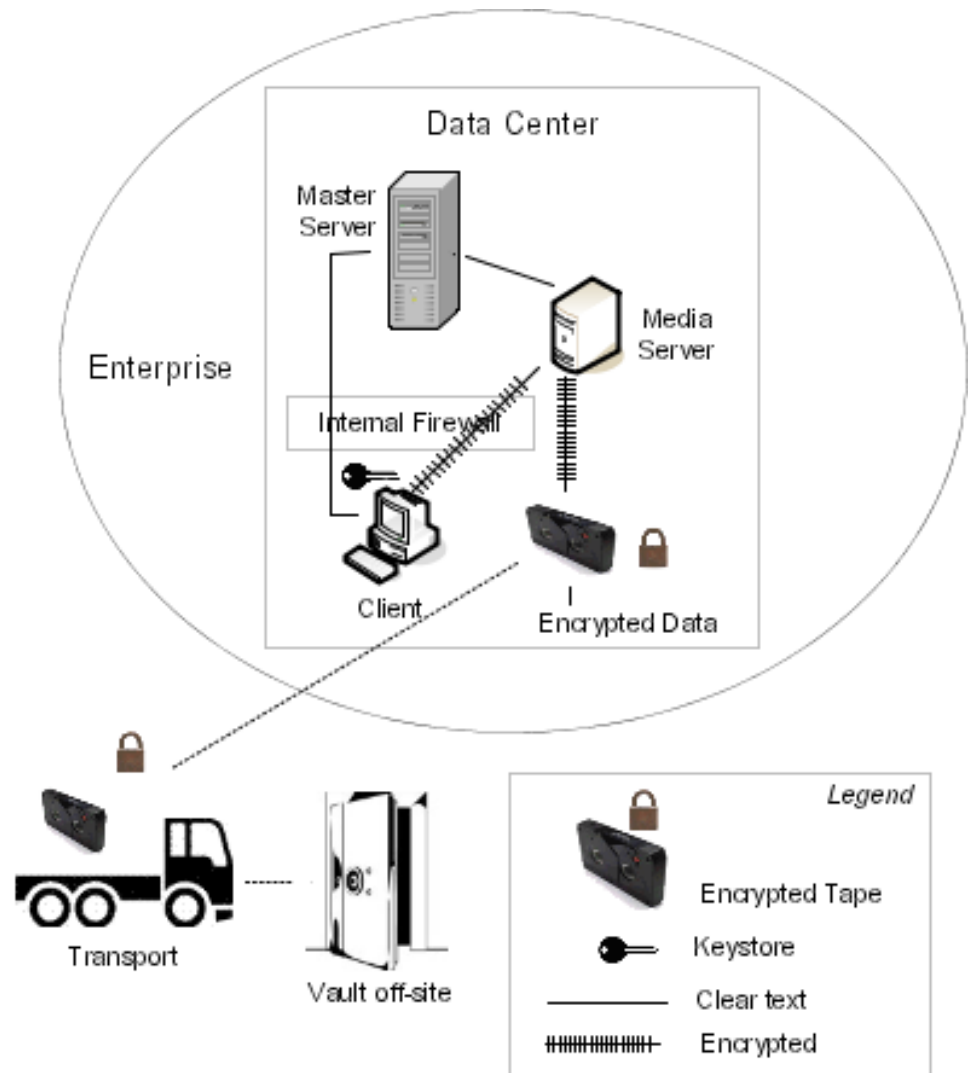 Data Center
Master
Server
Media
Server
Enterprise
Internal Firewall
Client
Encrypted Data
Transport
Vault off-site
Legend
Encrypted Tape
Keystore
Clear text
Encrypted